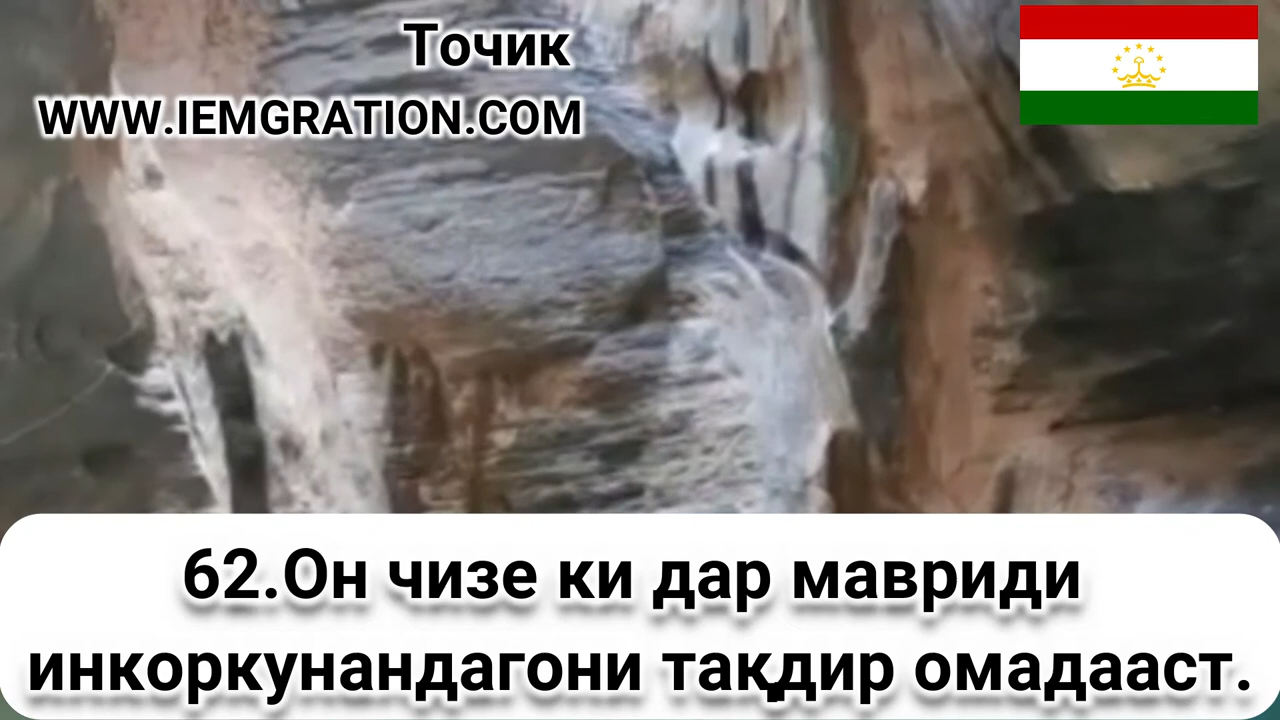 Точик
WWW.IEMGRATION.COM
62.Он чизе ки дар мавриди
инкоркунандагони тақдир омадааст.